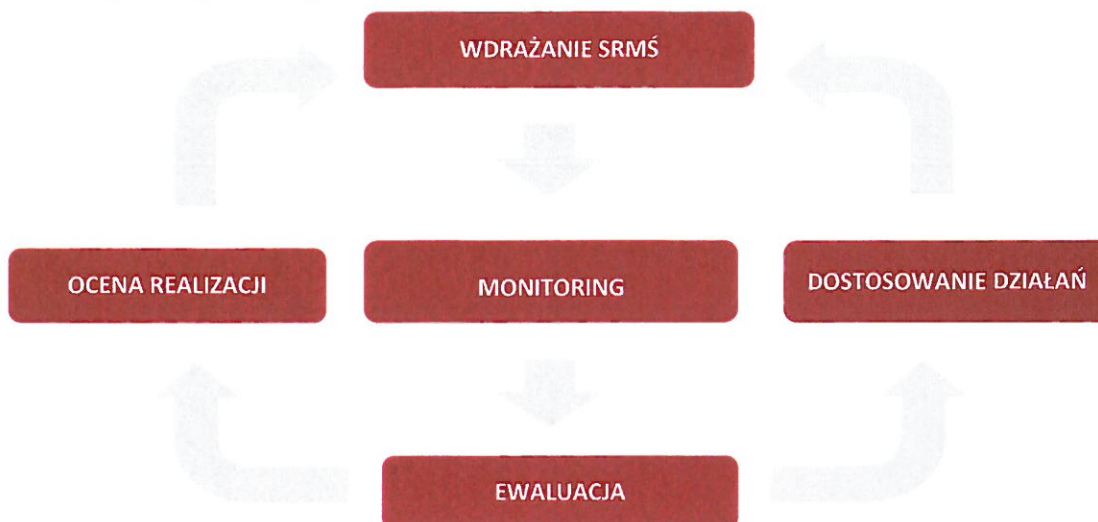 WDRAŻANIE SRMŚ
OCENA REALIZACJI
MONITORING
DOSTOSOWANIE DZIAŁAŃ
EWALUACJA